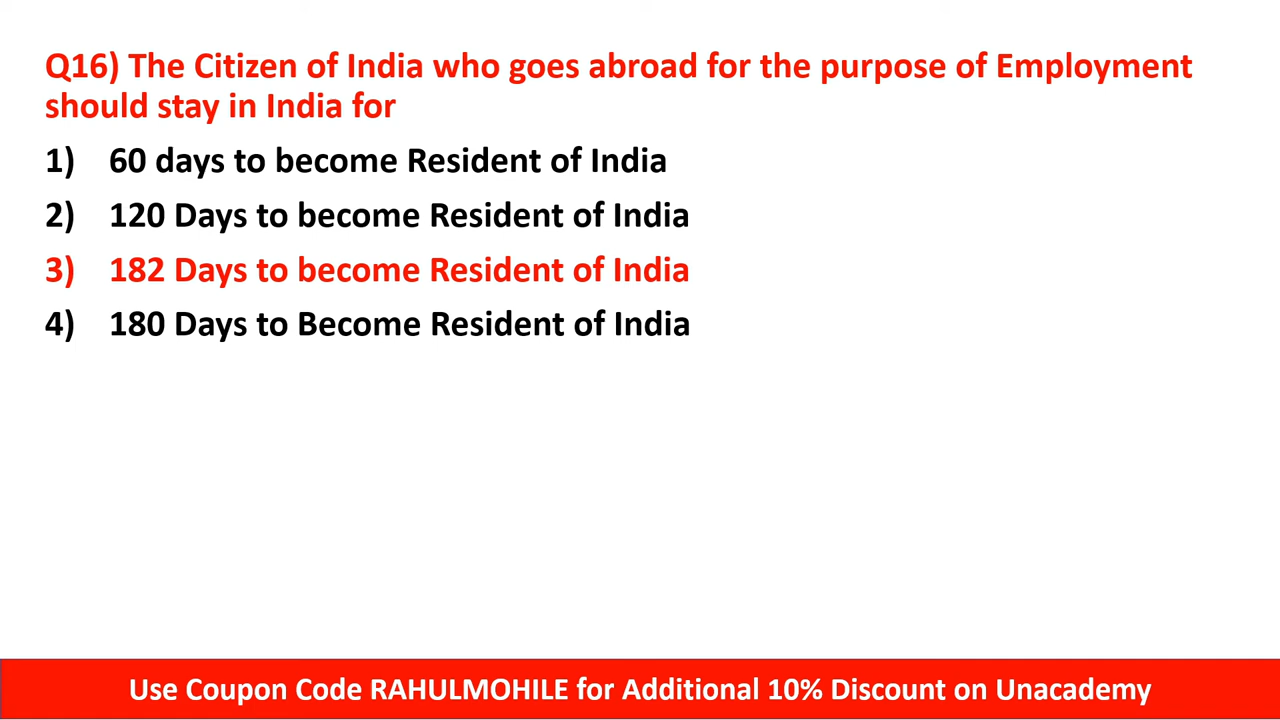 Q16) The Citizen of India who goes abroad for the purpose of Employment
should stay in India for
1) 60 days to become Resident of India
2) 120 Days to become Resident of India
3) 182 Days to become Resident of India
4) 180 Days to Become Resident of India
Use Coupon Code RAHULMOHILE for Additional 10% Discount on Unacademy